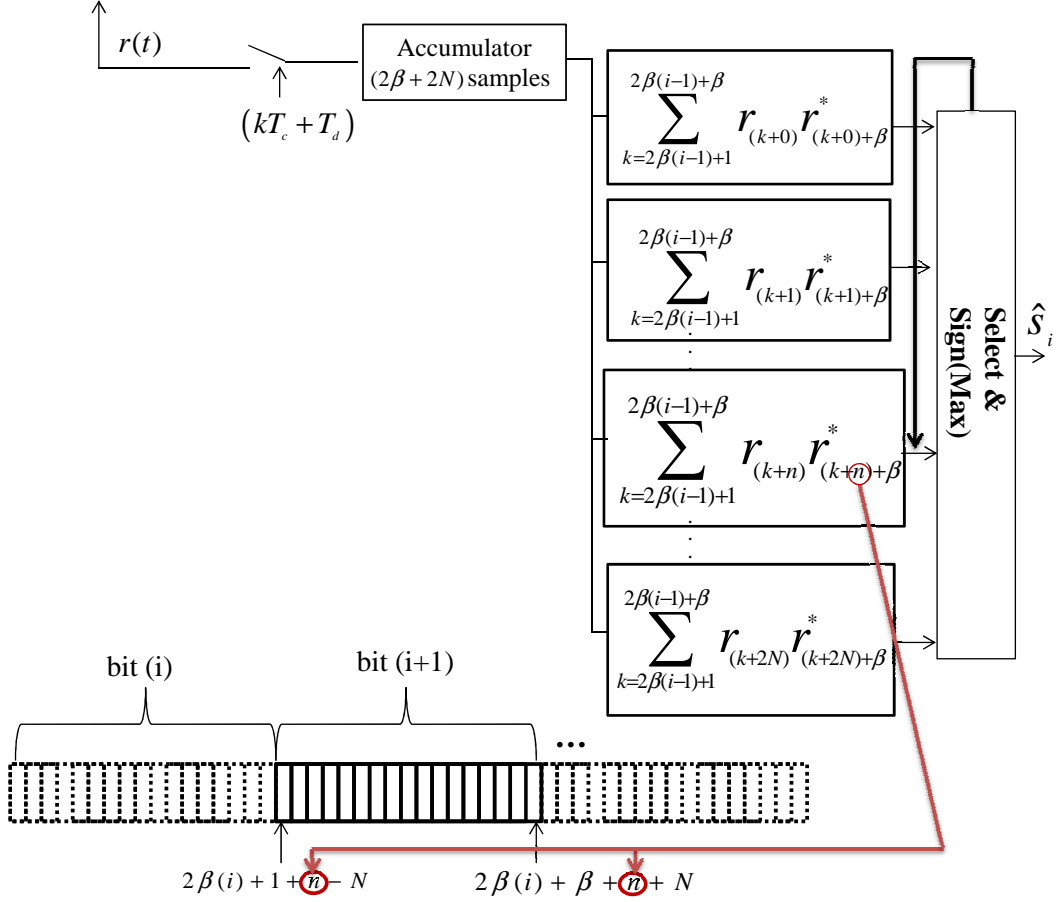 r(t)
(kT_c + T_d)
Accumulator
(2β + 2N) samples
2β(i−1)+β
∑ r_(k+0) r*_(k+0)+β
k=2β(i−1)+1
2β(i−1)+β
∑ r_(k+1) r*_(k+1)+β
k=2β(i−1)+1
2β(i−1)+β
∑ r_(k+n) r*_(k+n)+β
k=2β(i−1)+1
2β(i−1)+β
∑ r_(k+2N) r*_(k+2N)+β
k=2β(i−1)+1
Select &
Sign(Max)
ŝ_i
bit (i)
bit (i+1)
...
2β(i) + 1 + n − N
2β(i) + β + n + N